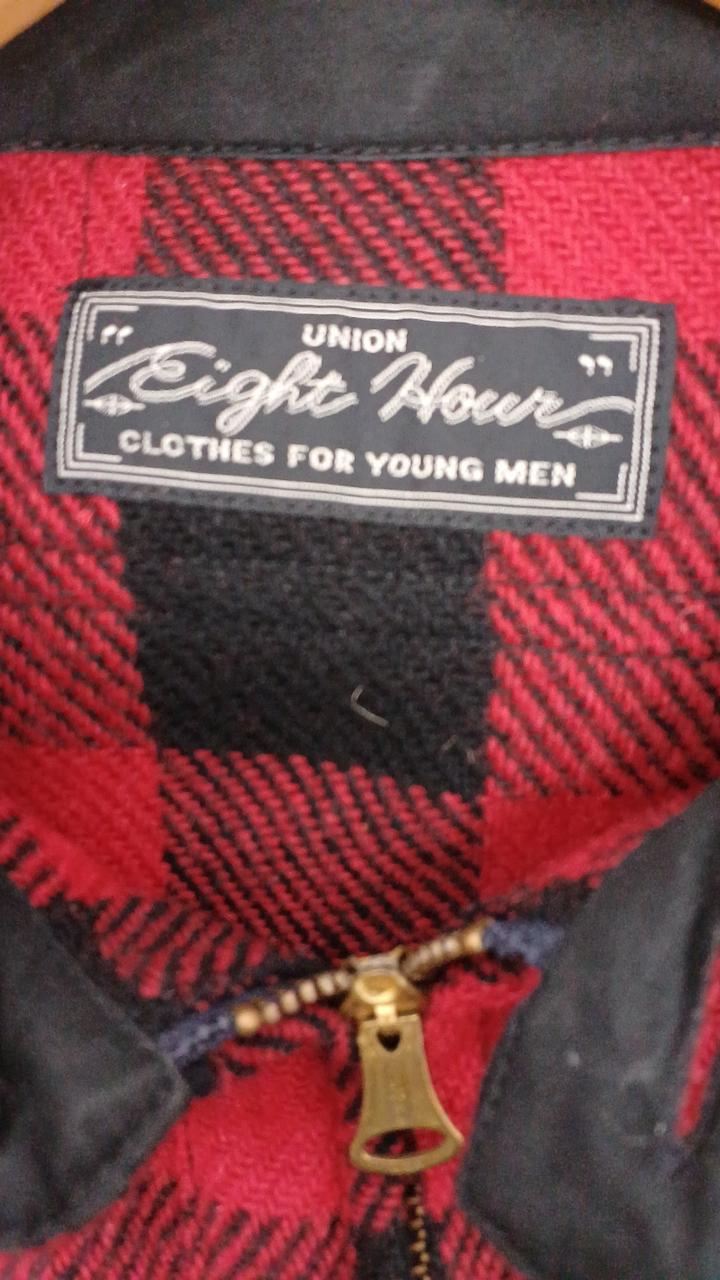 UNION
Eight Hour
CLOTHES FOR YOUNG MEN